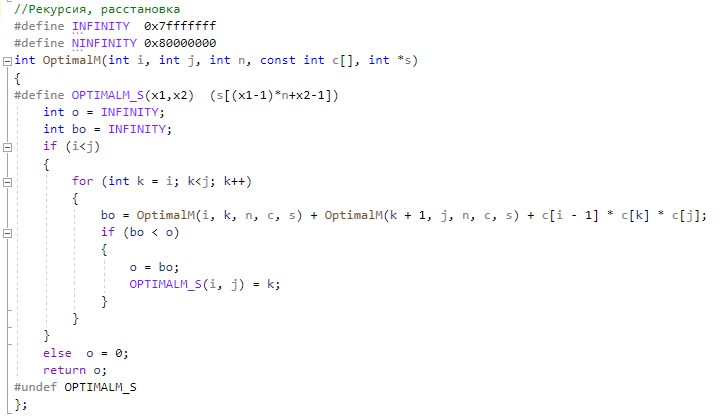 //Рекурсия, расстановка
#define INFINITY  0x7fffffff
#define NINFINITY 0x80000000
int OptimalM(int i, int j, int n, const int c[], int *s)
{
#define OPTIMALM_S(x1,x2)  (s[(x1-1)*n+x2-1])
    int o = INFINITY;
    int bo = INFINITY;
    if (i<j)
    {
        for (int k = i; k<j; k++)
        {
            bo = OptimalM(i, k, n, c, s) + OptimalM(k + 1, j, n, c, s) + c[i - 1] * c[k] * c[j];
            if (bo < o)
            {
                o = bo;
                OPTIMALM_S(i, j) = k;
            }
        }
    }
    else  o = 0;
    return o;
#undef OPTIMALM_S
};